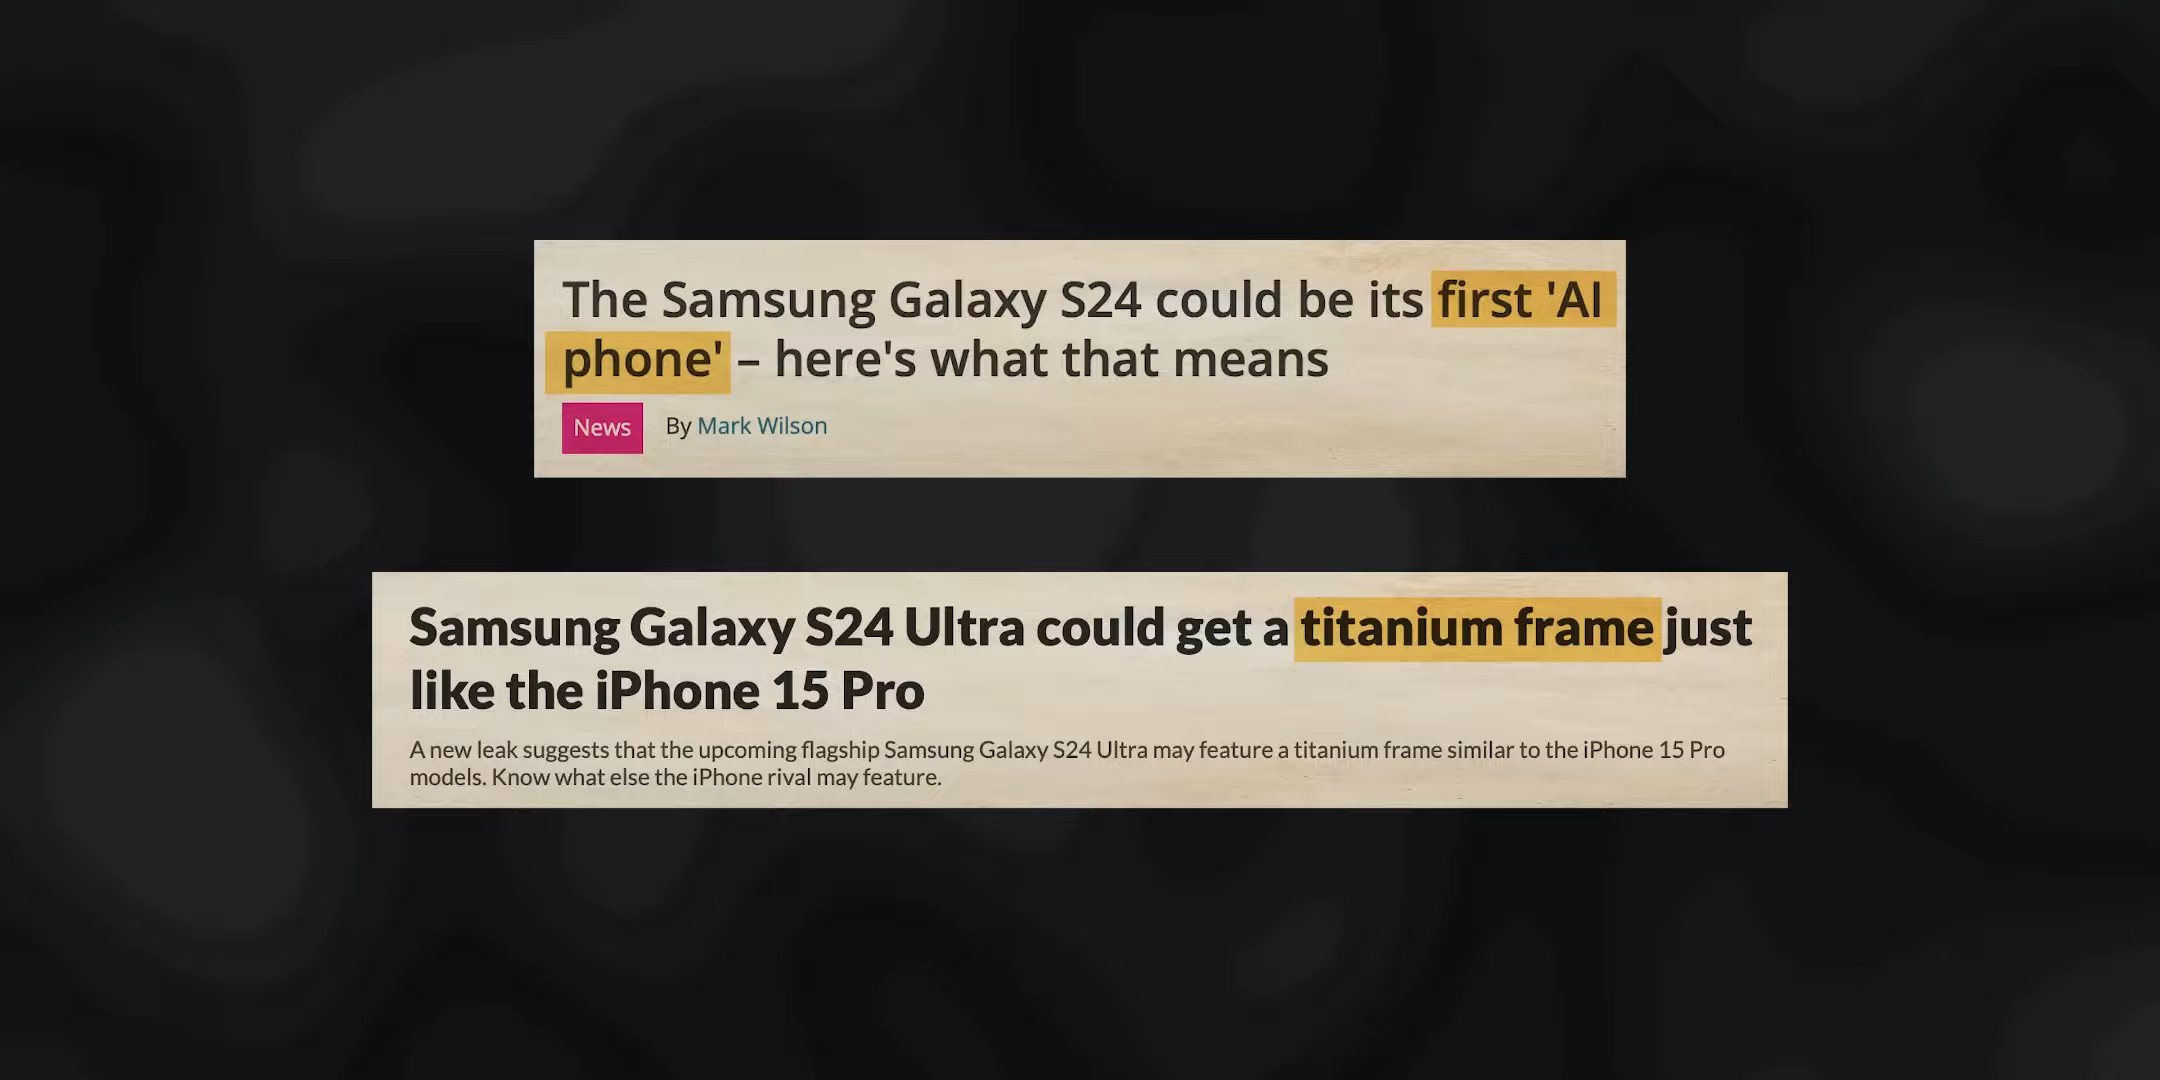 The Samsung Galaxy S24 could be its first 'AI
phone' – here's what that means
News By Mark Wilson
Samsung Galaxy S24 Ultra could get a titanium frame just
like the iPhone 15 Pro
A new leak suggests that the upcoming flagship Samsung Galaxy S24 Ultra may feature a titanium frame similar to the iPhone 15 Pro
models. Know what else the iPhone rival may feature.